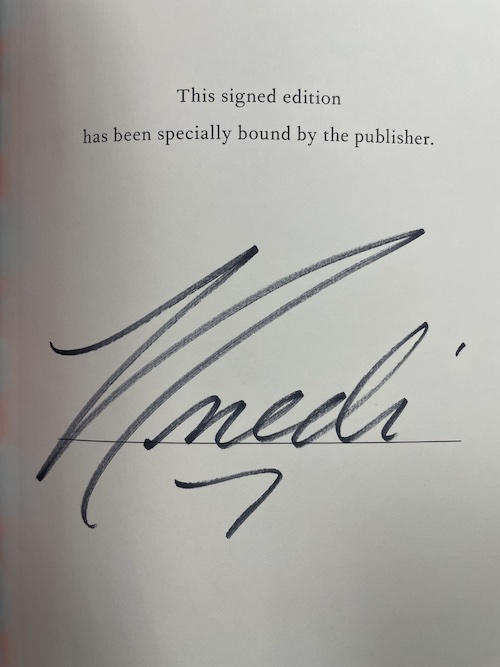 This signed edition
has been specially bound by the publisher.